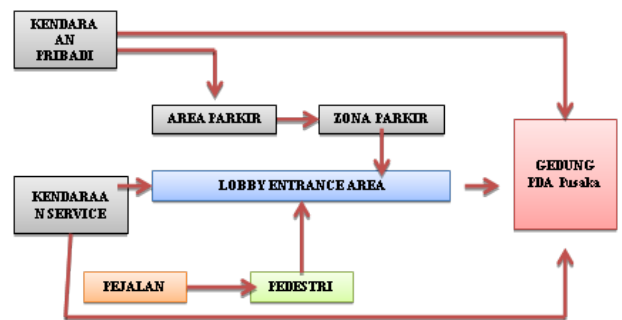 KENDARA
AN
PRIBADI
AREA PARKIR
ZONA PARKIR
GEDUNG
PDA Pusaka
LOBBY ENTRANCE AREA
KENDARAA
N SERVICE
PEJALAN
PEDESTRI